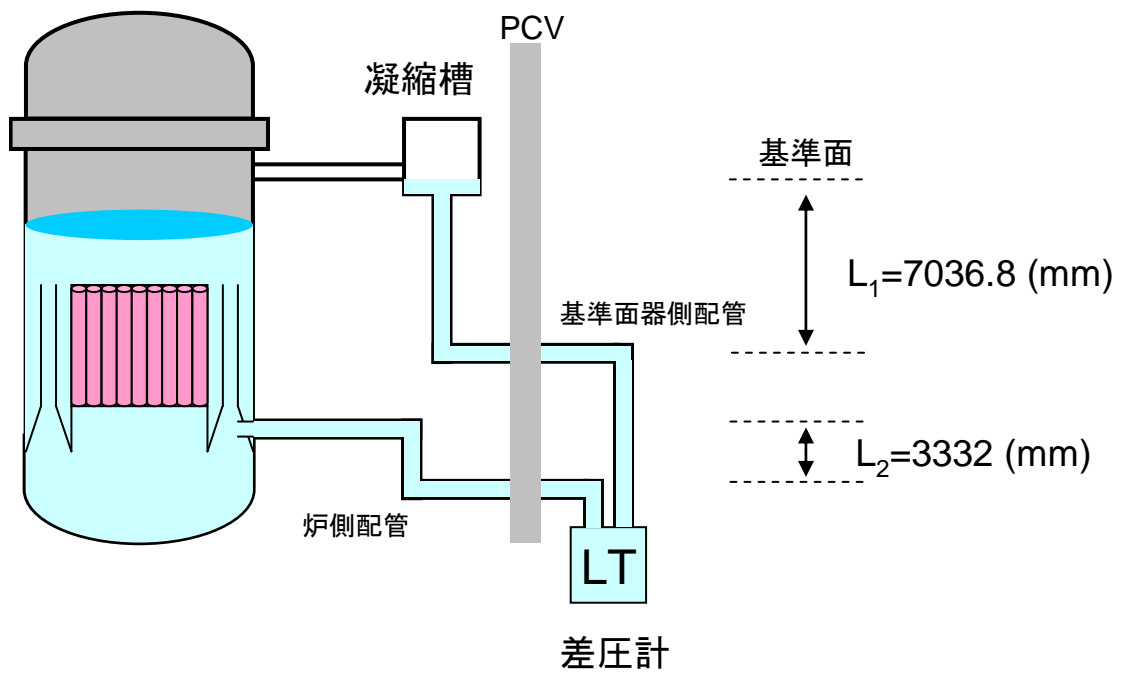 PCV
凝縮槽
基準面
L₁=7036.8 (mm)
基準面器側配管
L₂=3332 (mm)
炉側配管
LT
差圧計